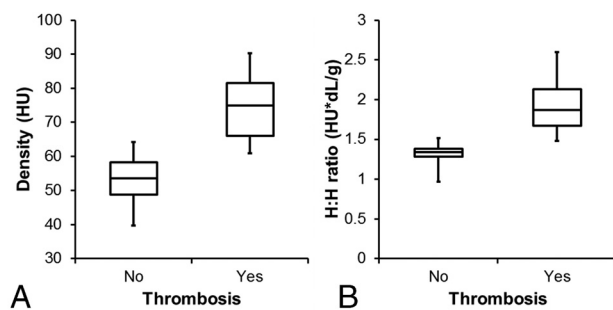 100
90
80
70
60
50
40
30
Density (HU)
No Yes
Thrombosis
A
3
2.5
2
1.5
1
0.5
0
H:H ratio (HU*dL/g)
No Yes
Thrombosis
B